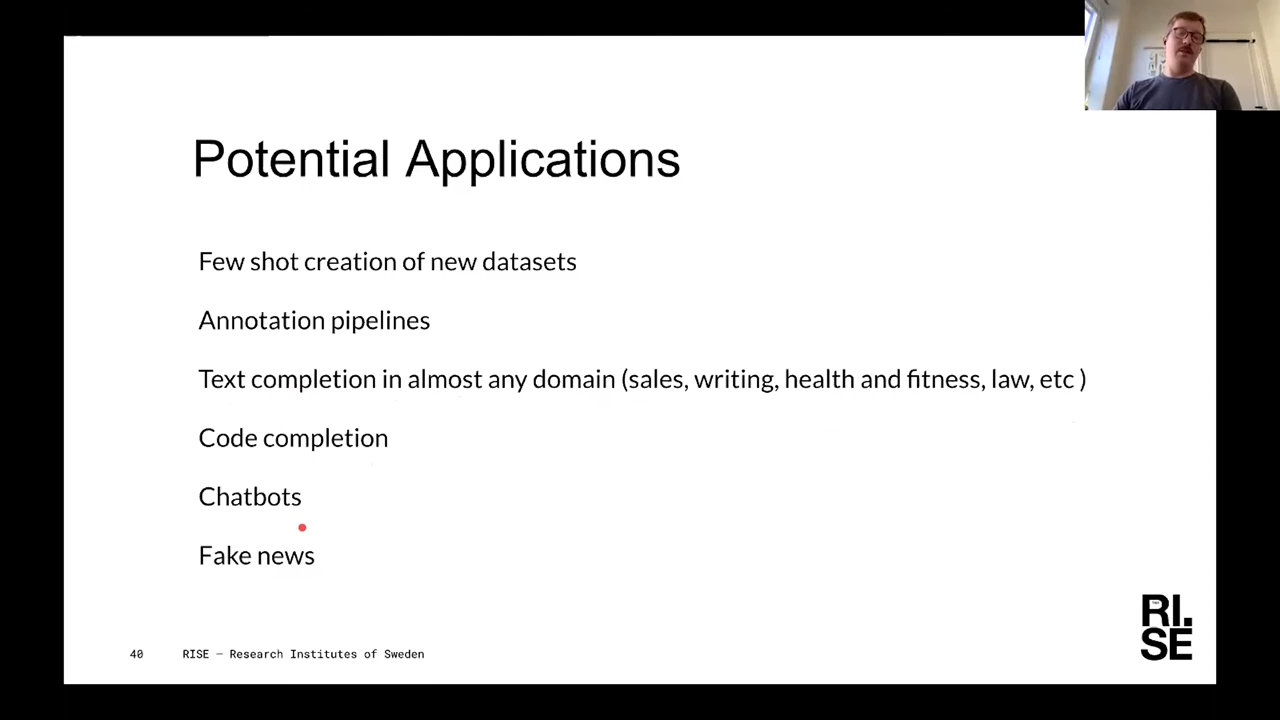 Potential Applications
Few shot creation of new datasets
Annotation pipelines
Text completion in almost any domain (sales, writing, health and fitness, law, etc )
Code completion
Chatbots
Fake news
40 RISE — Research Institutes of Sweden
RI.
SE